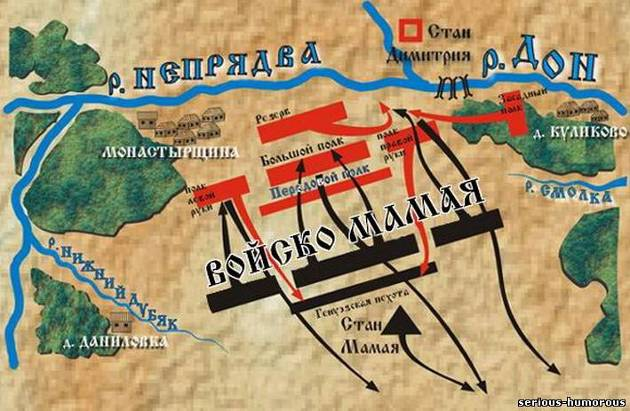 Стан
Димитрия
р. Непрядва
р. Дон
Резерв
Засадный
полк
д. Куликово
Монастырщина
Большой полк
полк
правой
руки
Передовой полк
полк
левой
руки
р. Смолка
Войско Мамая
р. Нижний Дубяк
Генуэзская пехота
Стан
Мамая
д. Даниловка
serious-humorous